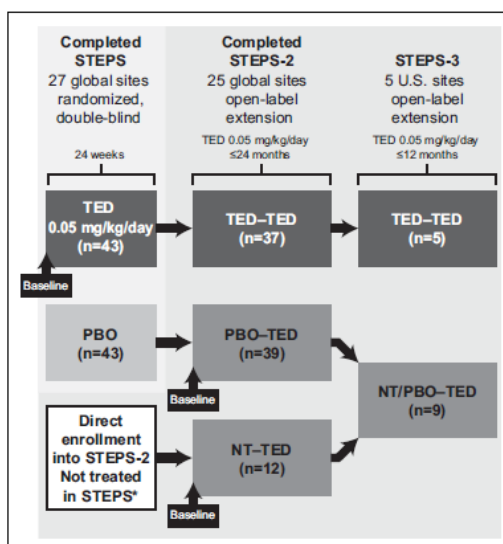 Completed
STEPS
27 global sites
randomized,
double-blind
24 weeks
Completed
STEPS-2
25 global sites
open-label
extension
TED 0.05 mg/kg/day
≤24 months
STEPS-3
5 U.S. sites
open-label
extension
TED 0.05 mg/kg/day
≤12 months
TED
0.05 mg/kg/day
(n=43)
TED–TED
(n=37)
TED–TED
(n=5)
Baseline
PBO
(n=43)
PBO–TED
(n=39)
Baseline
NT/PBO–TED
(n=9)
Direct
enrollment
into STEPS-2
Not treated
in STEPS*
NT–TED
(n=12)
Baseline